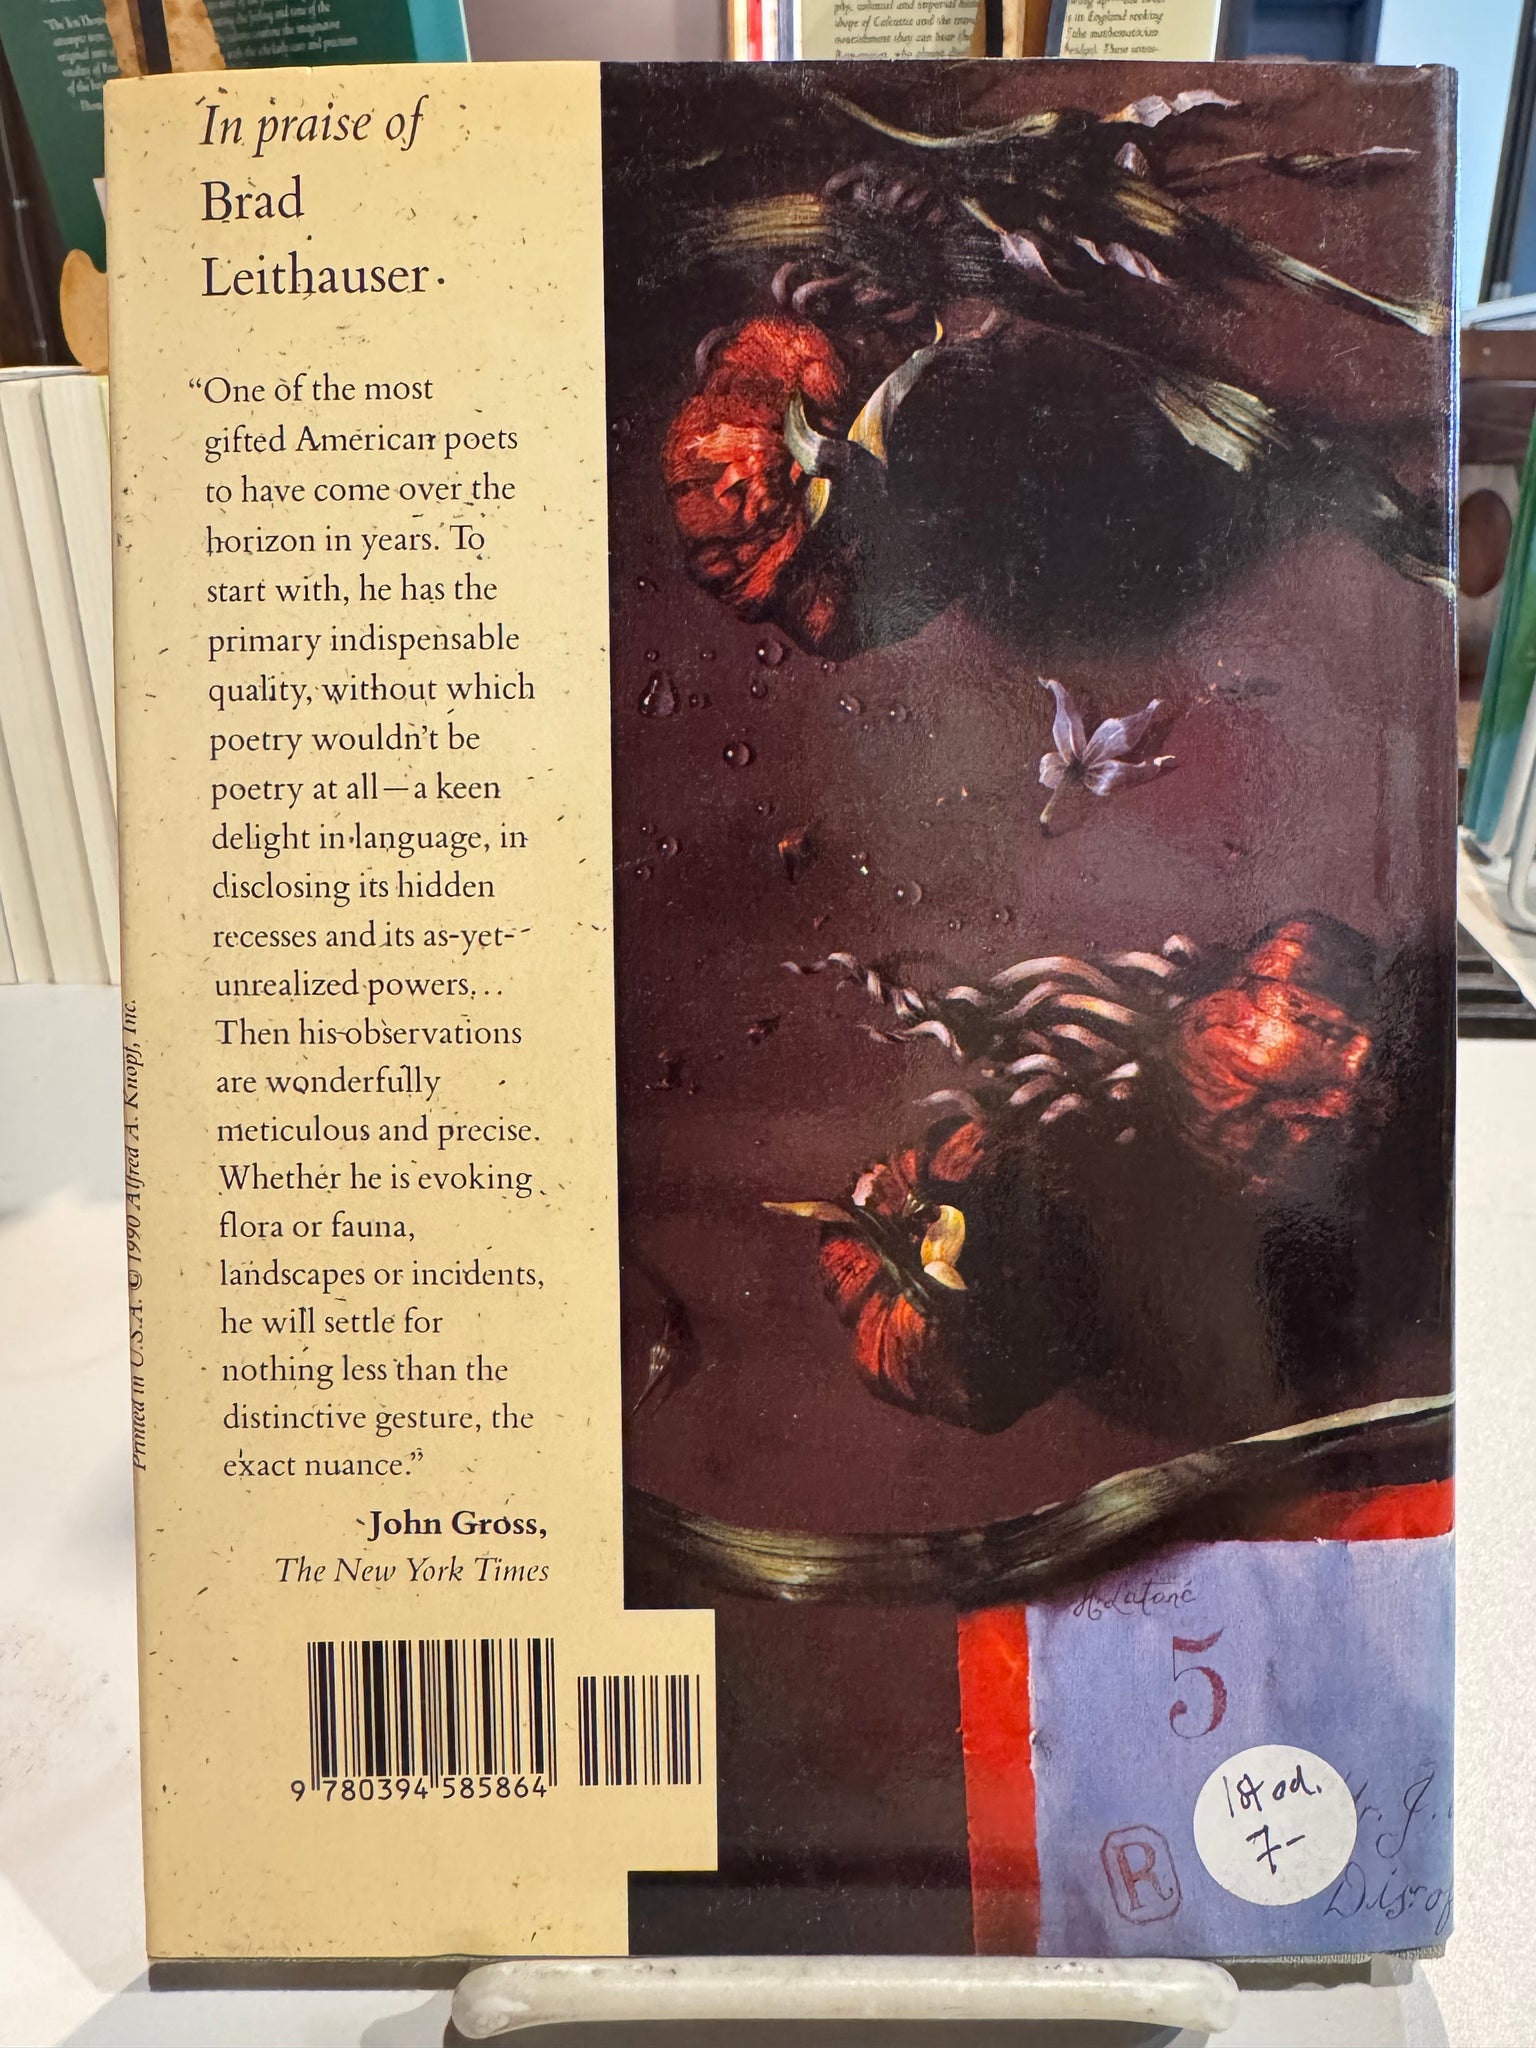 In praise of
Brad
Leithauser.
“One of the most
gifted American poets
to have come over the
horizon in years. To
start with, he has the
primary indispensable
quality, without which
poetry wouldn’t be
poetry at all—a keen
delight in language, in
disclosing its hidden
recesses and its as-yet-
unrealized powers…
Then his observations
are wonderfully
meticulous and precise.
Whether he is evoking
flora or fauna,
landscapes or incidents,
he will settle for
nothing less than the
distinctive gesture, the
exact nuance.”
John Gross,
The New York Times
9 780394 585864
Printed in U.S.A. © 1990 Alfred A. Knopf, Inc.
H. Latané
5
R
1st ed.
7-